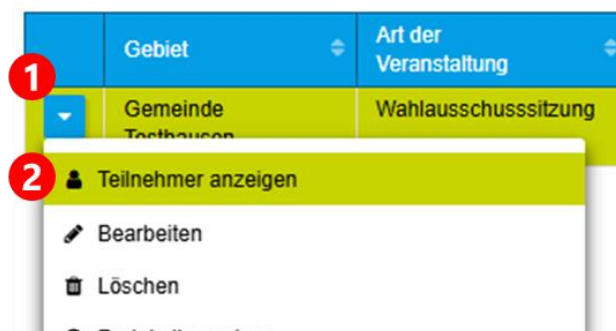 Gebiet
Art der
Veranstaltung
1
Gemeinde
Wahlausschusssitzung
2
Teilnehmer anzeigen
Bearbeiten
Löschen